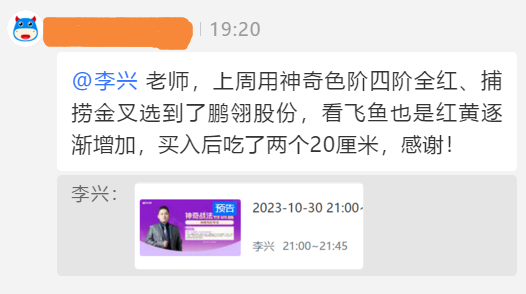 19:20
@李兴 老师，上周用神奇色阶四阶全红、捕
捞金叉选到了鹏翎股份，看飞鱼也是红黄逐
渐增加，买入后吃了两个20厘米，感谢！
李兴：
预告
神奇战法特训营
2023-10-30 21:00~
李兴 21:00~21:45